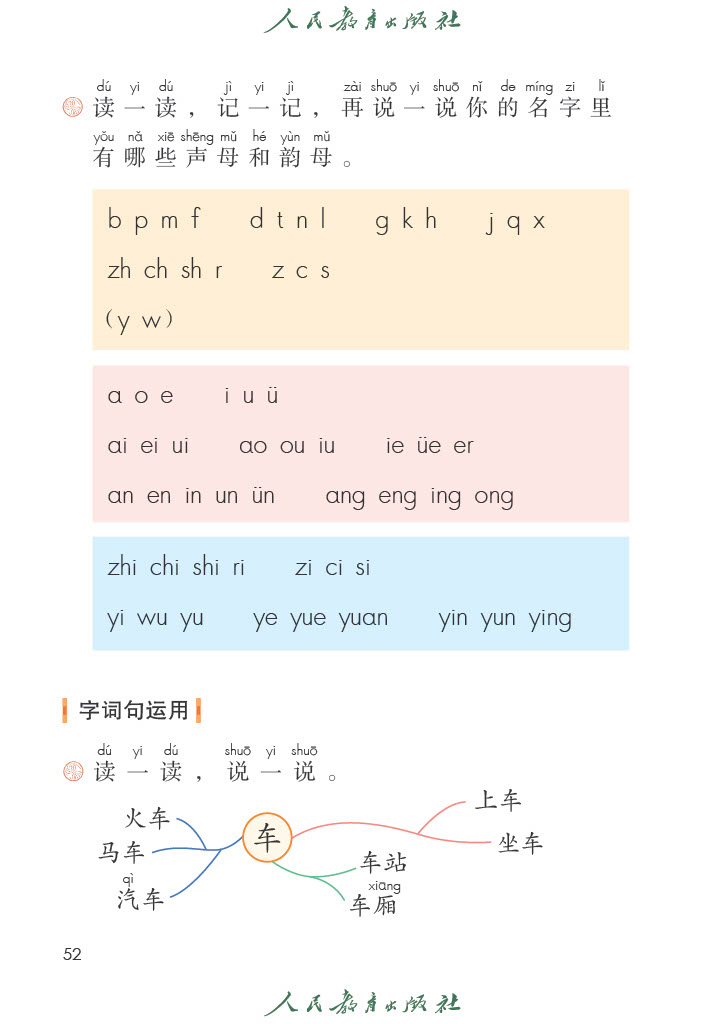 人民教育出版社
dú yi dú jì yi jì zài shuō yi shuō nǐ de míng zi lǐ
读一读，记一记，再说一说你的名字里
yǒu nǎ xiē shēng mǔ hé yùn mǔ
有哪些声母和韵母。
b p m f d t n l g k h j q x
zh ch sh r z c s
(y w)
ɑ o e i u ü
ɑi ei ui ɑo ou iu ie üe er
ɑn en in un ün ɑng eng ing ong
zhi chi shi ri zi ci si
yi wu yu ye yue yuɑn yin yun ying
字词句运用
dú yi dú shuō yi shuō
读一读，说一说。
火车
马车
qì
汽车
车
上车
坐车
车站
xiāng
车厢
52
人民教育出版社